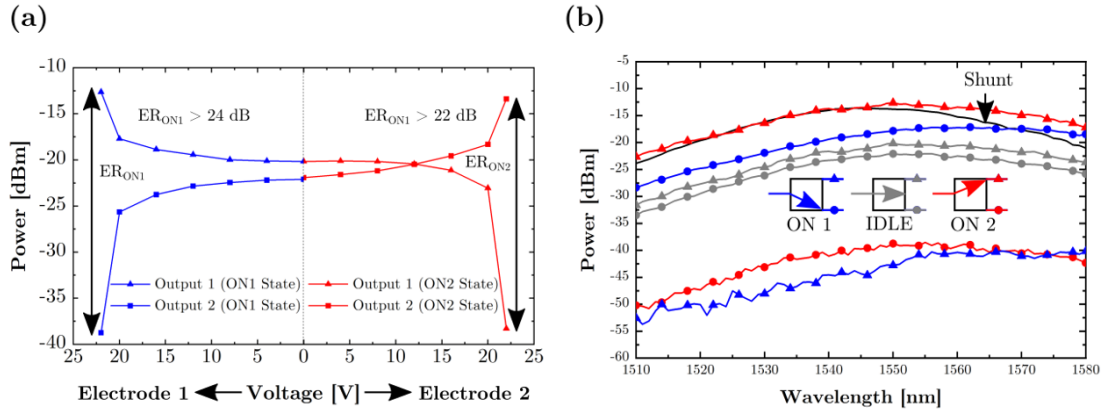 (a)
-10
-15
-20
-25
-30
-35
-40
Power [dBm]
ER_ON1 > 24 dB
ER_ON1 > 22 dB
ER_ON1
ER_ON2
Output 1 (ON1 State)
Output 2 (ON1 State)
Output 1 (ON2 State)
Output 2 (ON2 State)
25 20 15 10 5 0 5 10 15 20 25
Electrode 1 Voltage [V] Electrode 2
(b)
-5
-10
-15
-20
-25
-30
-35
-40
-45
-50
-55
-60
Power [dBm]
Shunt
ON 1 IDLE ON 2
1510 1520 1530 1540 1550 1560 1570 1580
Wavelength [nm]